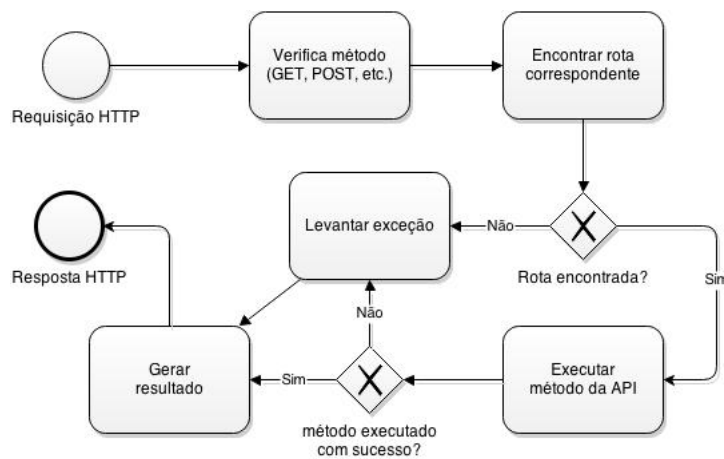 Verifica método
(GET, POST, etc.)
Encontrar rota
correspondente
Requisição HTTP
Levantar exceção
Não
Rota encontrada?
Sim
Resposta HTTP
Não
Gerar
resultado
Sim
Executar
método da API
método executado
com sucesso?